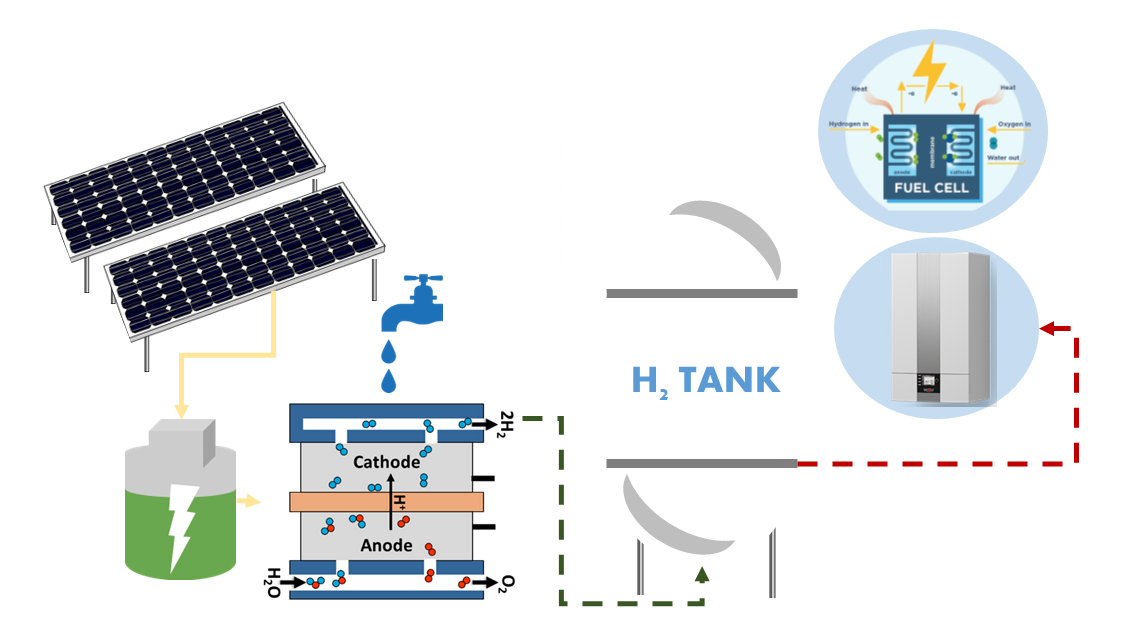 Heat
Heat
-e
-e
Hydrogen in
Oxygen in
membrane
Water out
anode
cathode
FUEL CELL
H₂ TANK
2H₂
Cathode
H⁺
Anode
H₂O
O₂